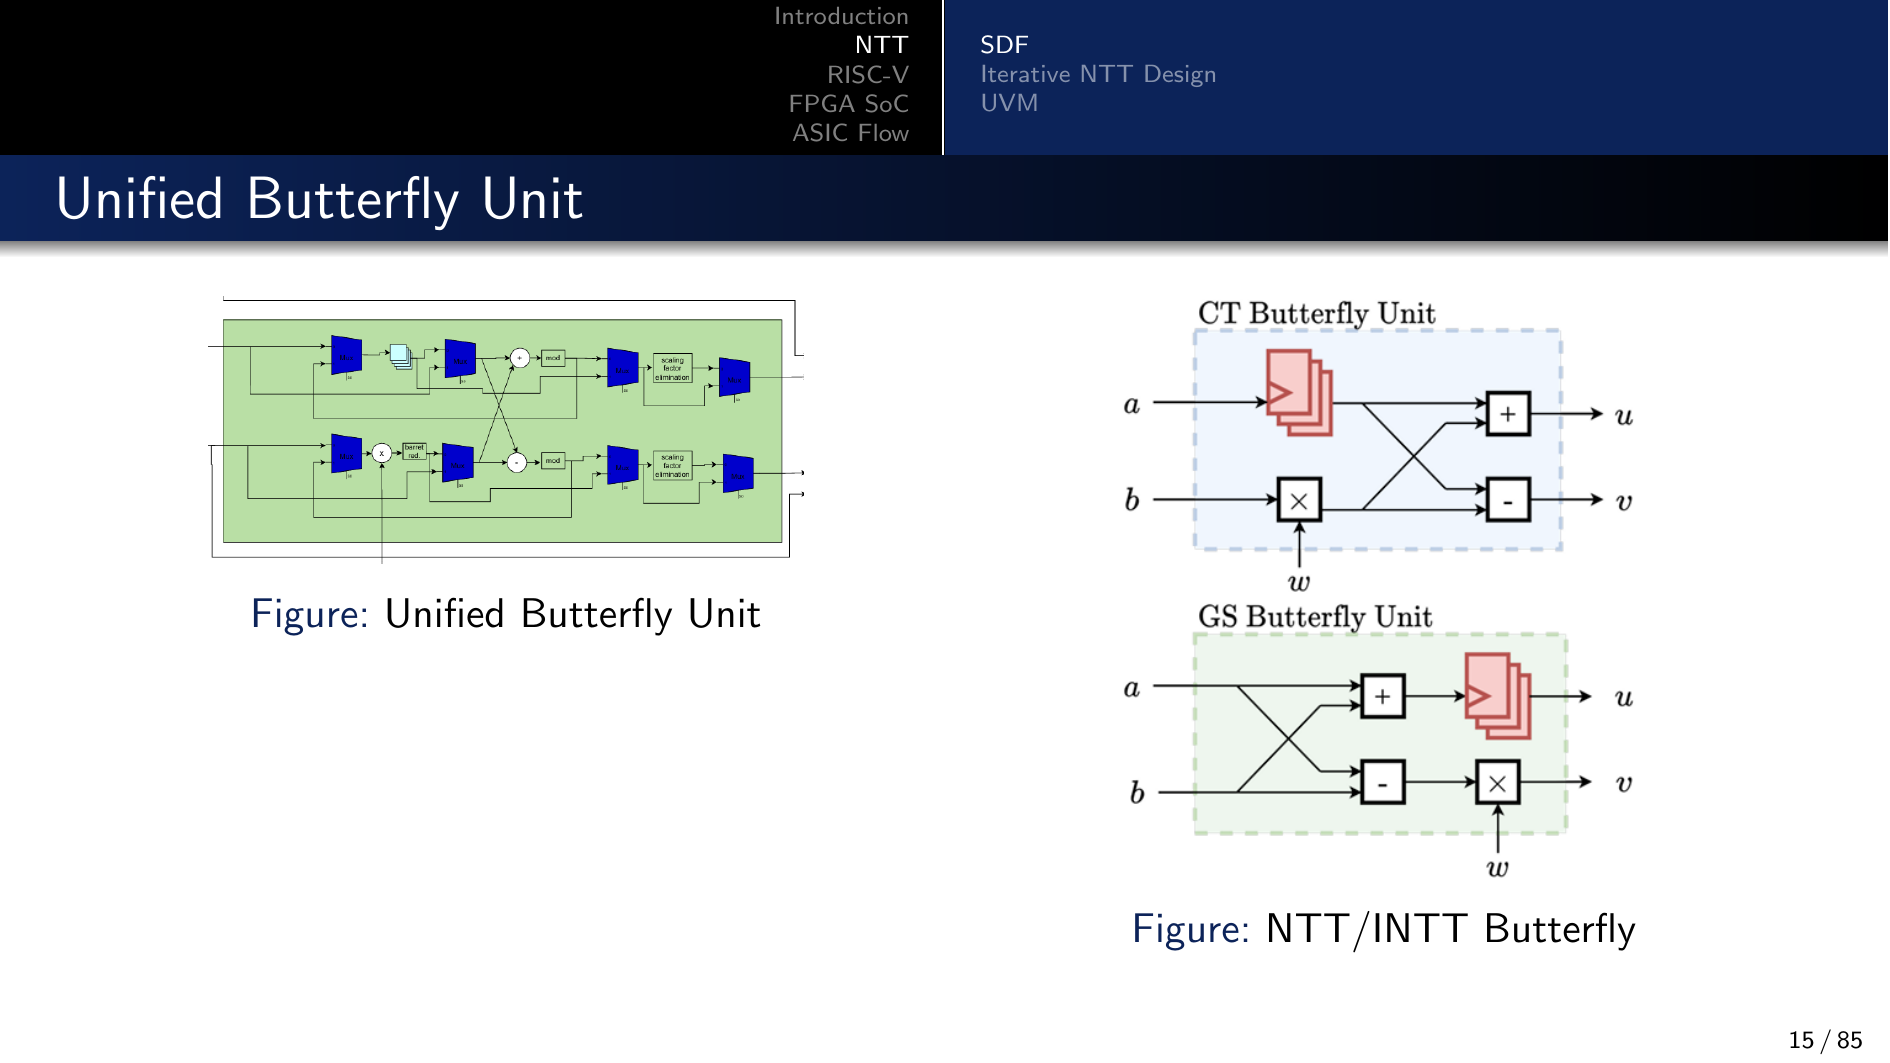 Introduction
NTT
RISC-V
FPGA SoC
ASIC Flow
SDF
Iterative NTT Design
UVM
Unified Butterfly Unit
+
mod
scaling
factor
elimination
x
barret
red.
-
mod
scaling
factor
elimination
Figure: Unified Butterfly Unit
CT Butterfly Unit
a
+
u
b
×
-
v
w
GS Butterfly Unit
a
+
u
b
-
×
v
w
Figure: NTT/INTT Butterfly
15 / 85